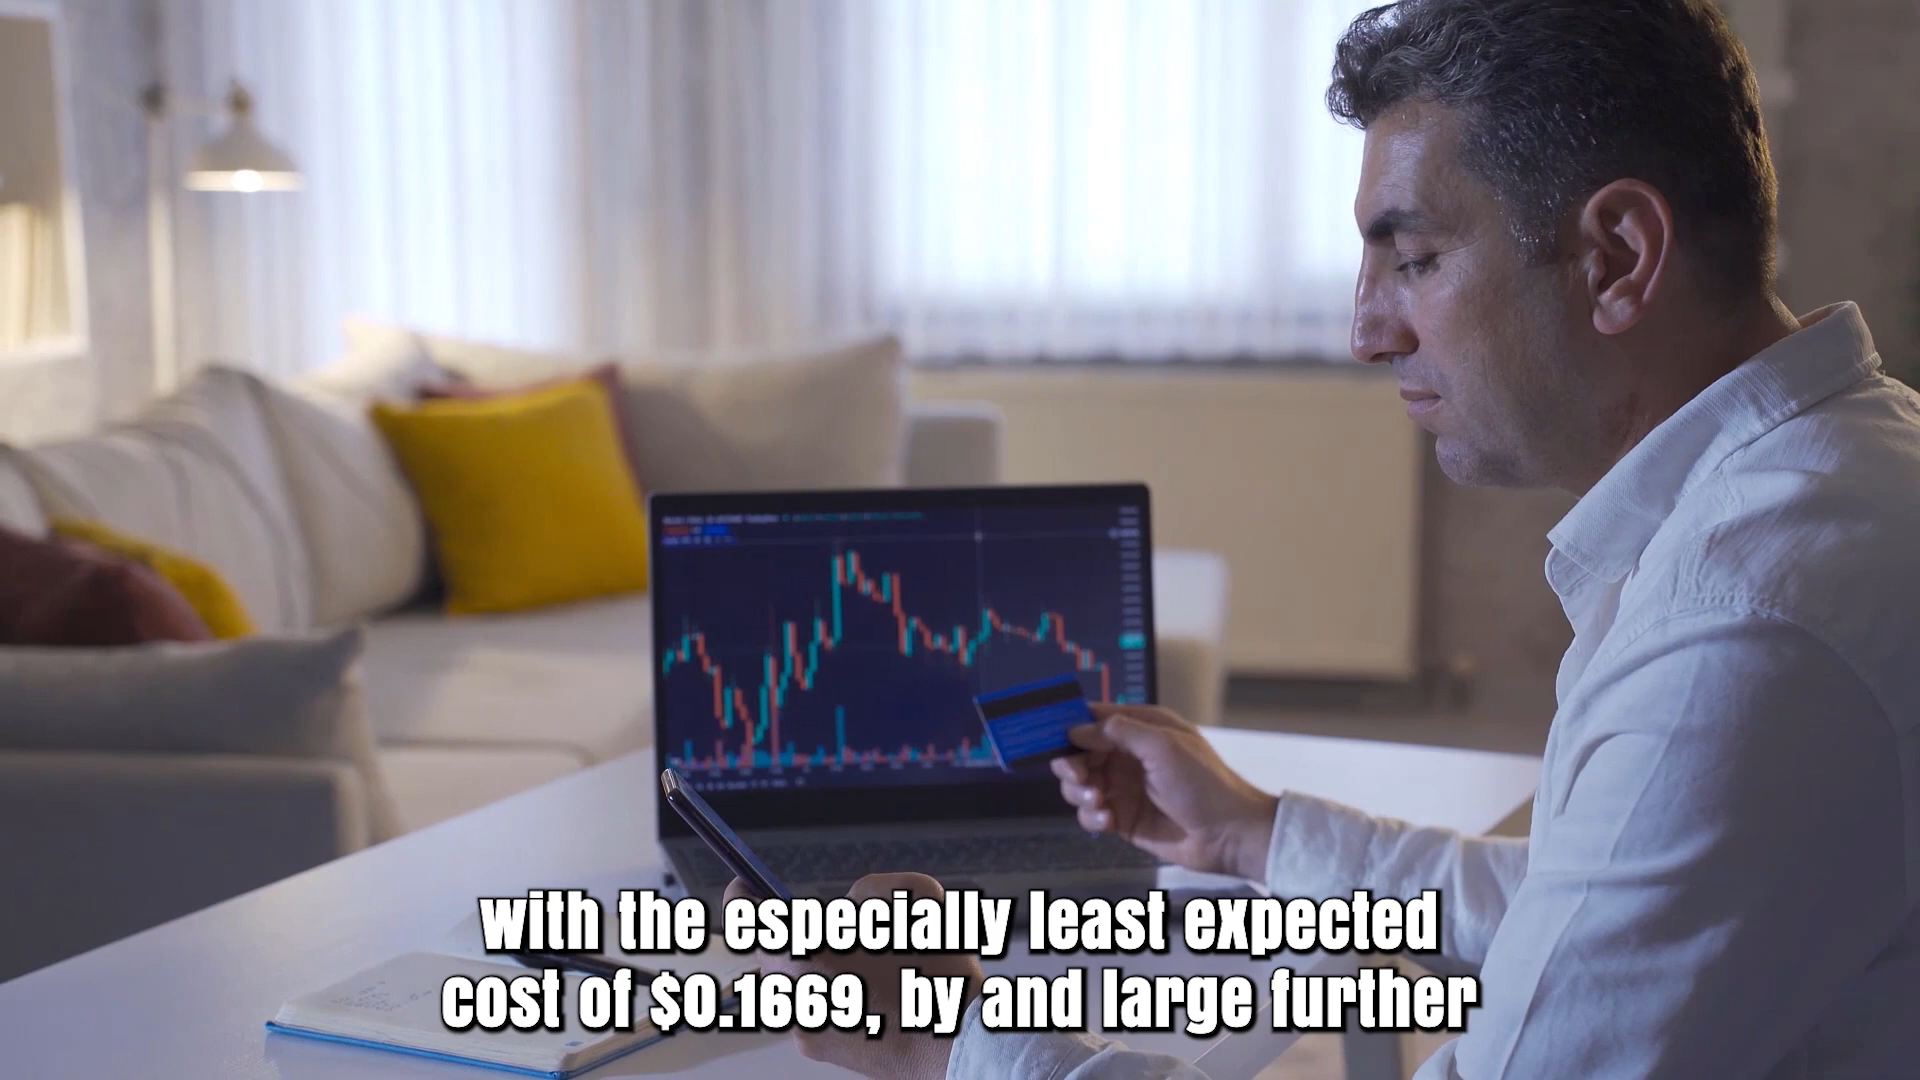 with the especially least expected
cost of $0.1669, by and large further